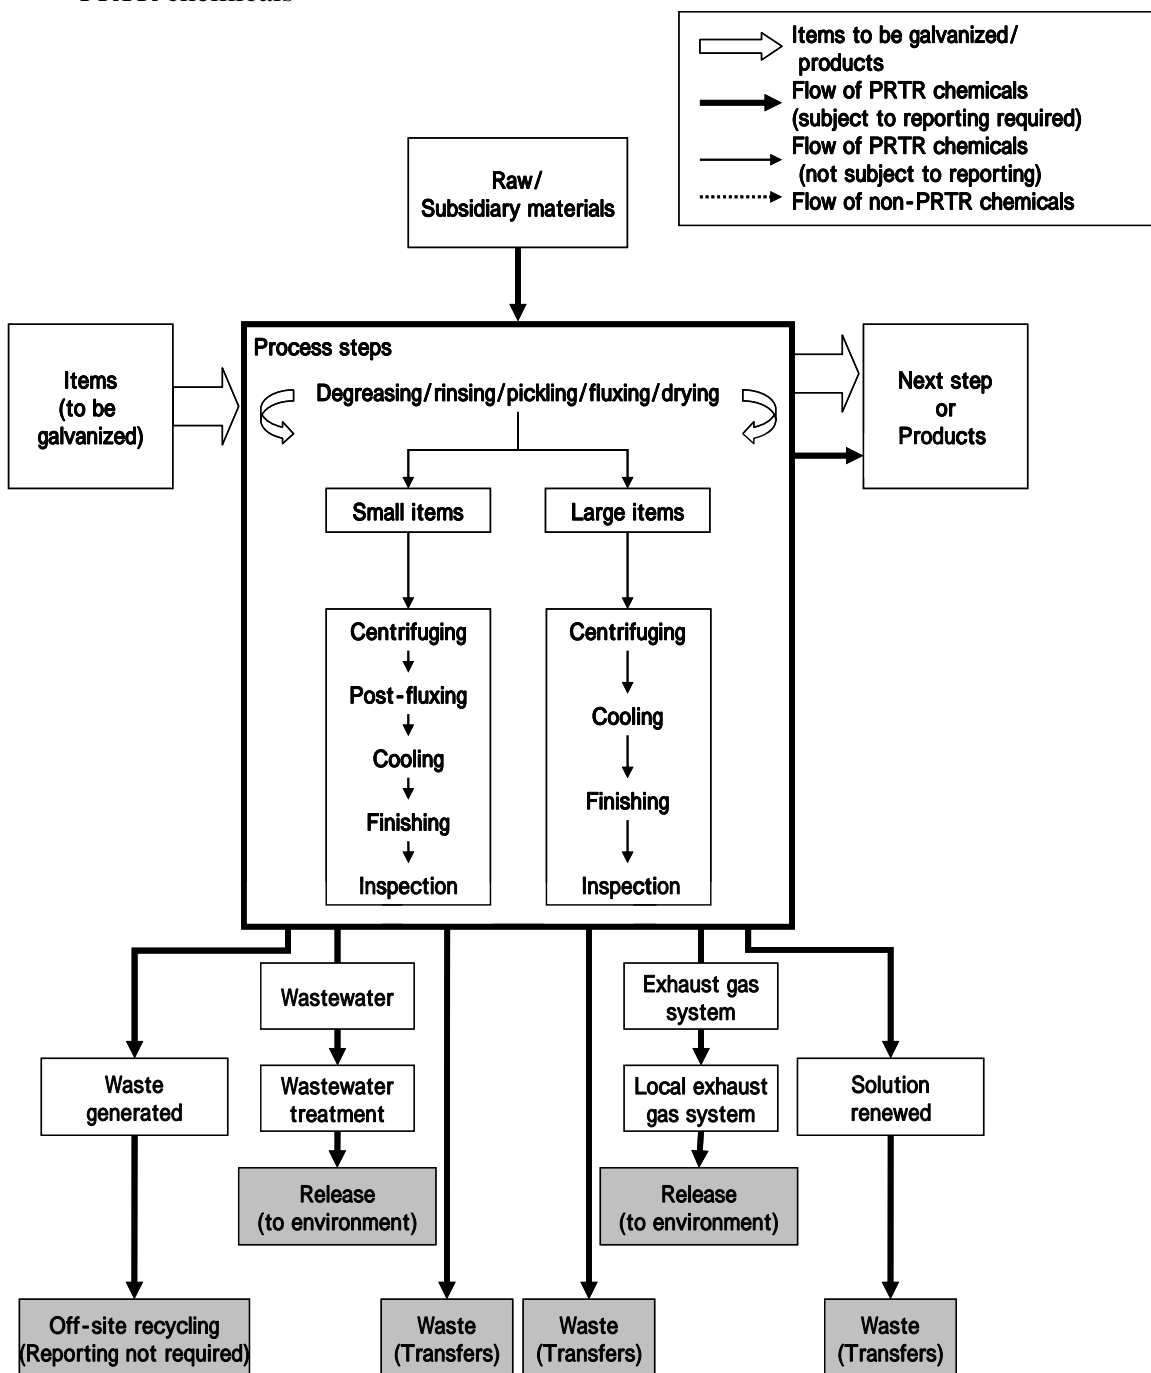 PRTR chemicals
Items to be galvanized/
products
Flow of PRTR chemicals
(subject to reporting required)
Flow of PRTR chemicals
(not subject to reporting)
Flow of non-PRTR chemicals
Raw/
Subsidiary materials
Items
(to be
galvanized)
Process steps
Degreasing/rinsing/pickling/fluxing/drying
Next step
or
Products
Small items
Large items
Centrifuging
Post-fluxing
Cooling
Finishing
Inspection
Centrifuging
Cooling
Finishing
Inspection
Wastewater
Exhaust gas
system
Waste
generated
Wastewater
treatment
Local exhaust
gas system
Solution
renewed
Release
(to environment)
Release
(to environment)
Off-site recycling
(Reporting not required)
Waste
(Transfers)
Waste
(Transfers)
Waste
(Transfers)